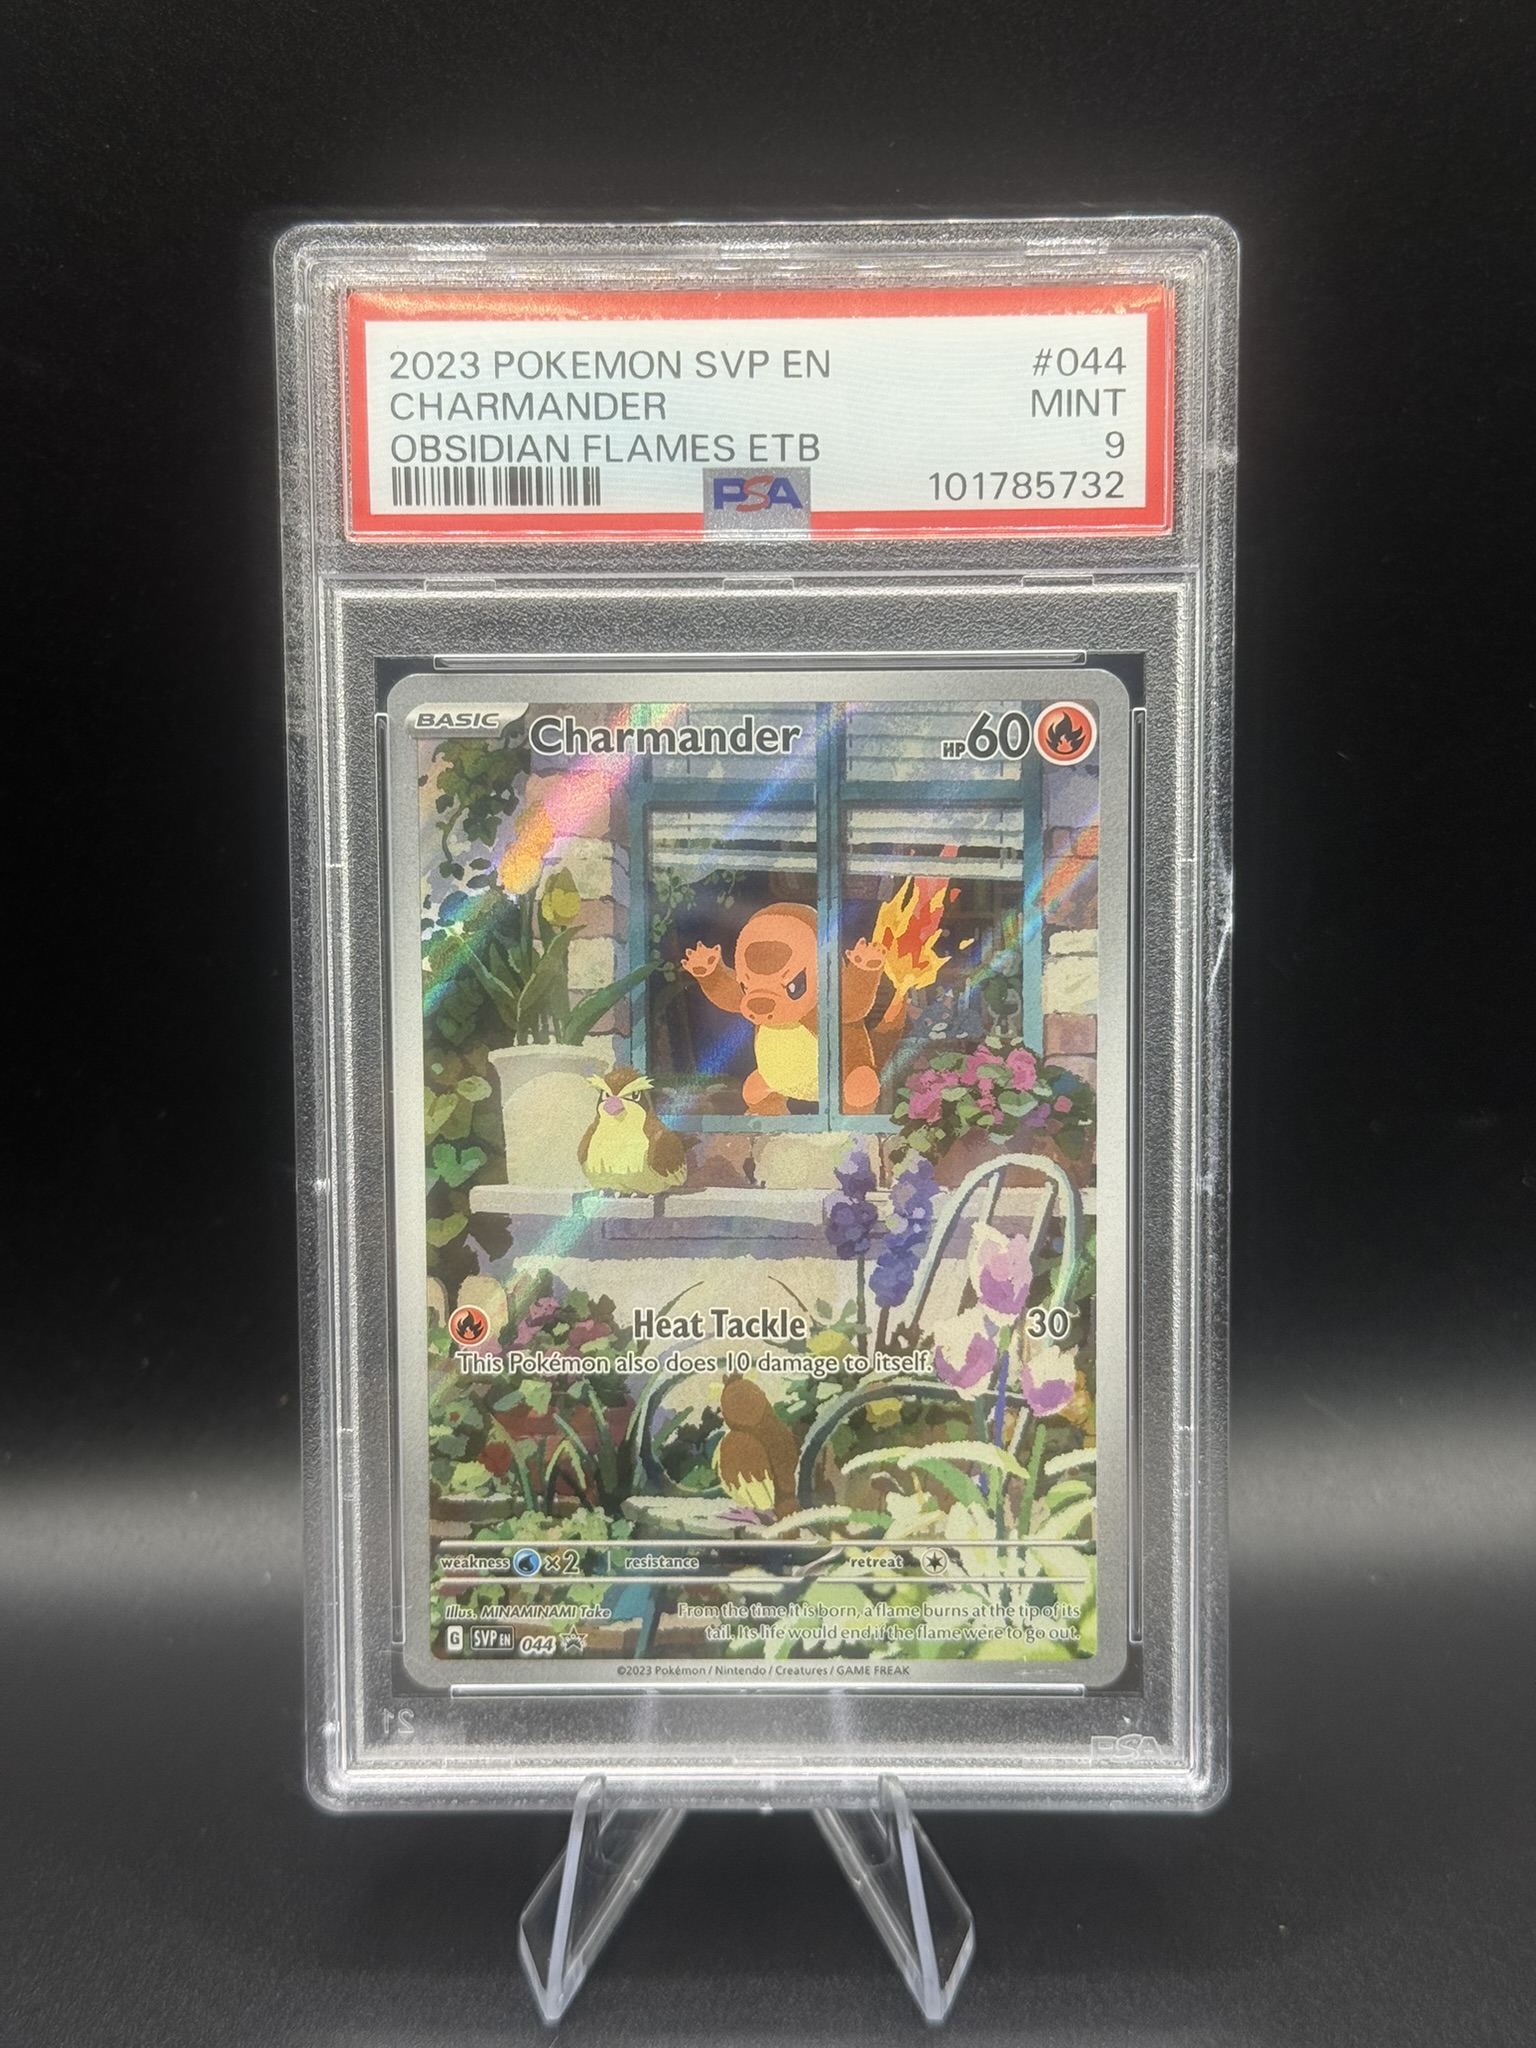 2023 POKEMON SVP EN #044
CHARMANDER MINT
OBSIDIAN FLAMES ETB 9
PSA 101785732
BASIC Charmander HP 60
Heat Tackle 30
This Pokémon also does 10 damage to itself.
weakness ×2 resistance retreat
Illus. MINAMINAMI Take
From the time it is born, a flame burns at the tip of its
tail. Its life would end if the flame were to go out.
G SVP EN 044
©2023 Pokémon / Nintendo / Creatures / GAME FREAK
21
PSA